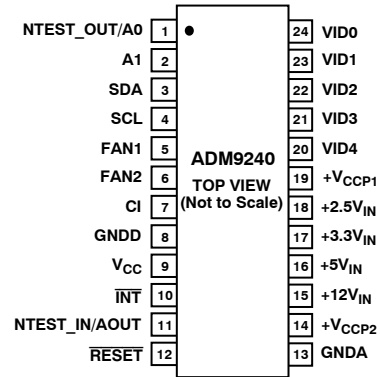 NTEST_OUT/A0 1 24 VID0
A1 2 23 VID1
SDA 3 22 VID2
SCL 4 21 VID3
FAN1 5 20 VID4
FAN2 6 19 +VCCP1
CI 7 18 +2.5VIN
GNDD 8 17 +3.3VIN
VCC 9 16 +5VIN
INT 10 15 +12VIN
NTEST_IN/AOUT 11 14 +VCCP2
RESET 12 13 GNDA
ADM9240
TOP VIEW
(Not to Scale)